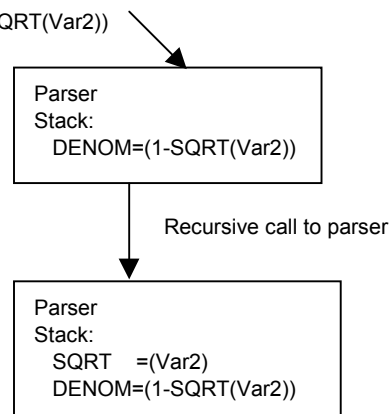 QRT(Var2))
Parser
Stack:
DENOM=(1-SQRT(Var2))
Recursive call to parser
Parser
Stack:
SQRT =(Var2)
DENOM=(1-SQRT(Var2))